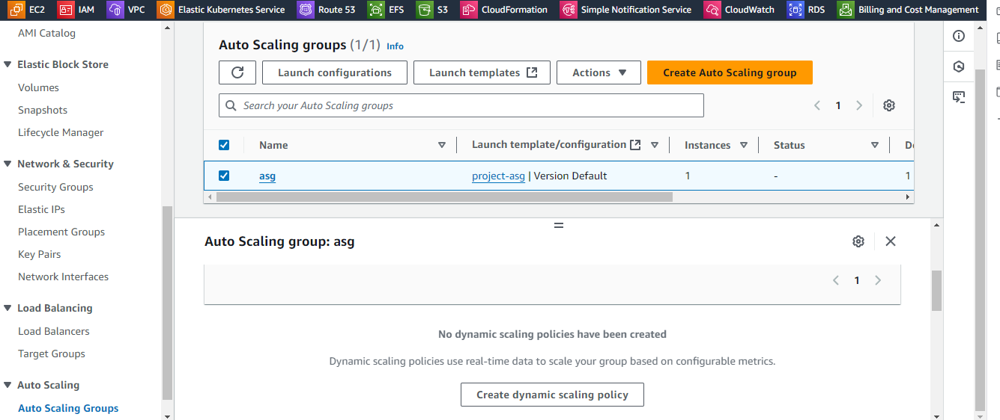 EC2 IAM VPC Elastic Kubernetes Service Route 53 EFS S3 CloudFormation Simple Notification Service CloudWatch RDS Billing and Cost Management
AMI Catalog
Elastic Block Store
Volumes
Snapshots
Lifecycle Manager
Network & Security
Security Groups
Elastic IPs
Placement Groups
Key Pairs
Network Interfaces
Load Balancing
Load Balancers
Target Groups
Auto Scaling
Auto Scaling Groups
Auto Scaling groups (1/1) Info
Launch configurations Launch templates Actions Create Auto Scaling group
Search your Auto Scaling groups 1
Name Launch template/configuration Instances Status
asg project-asg | Version Default 1 - 1
Auto Scaling group: asg
1
No dynamic scaling policies have been created
Dynamic scaling policies use real-time data to scale your group based on configurable metrics.
Create dynamic scaling policy